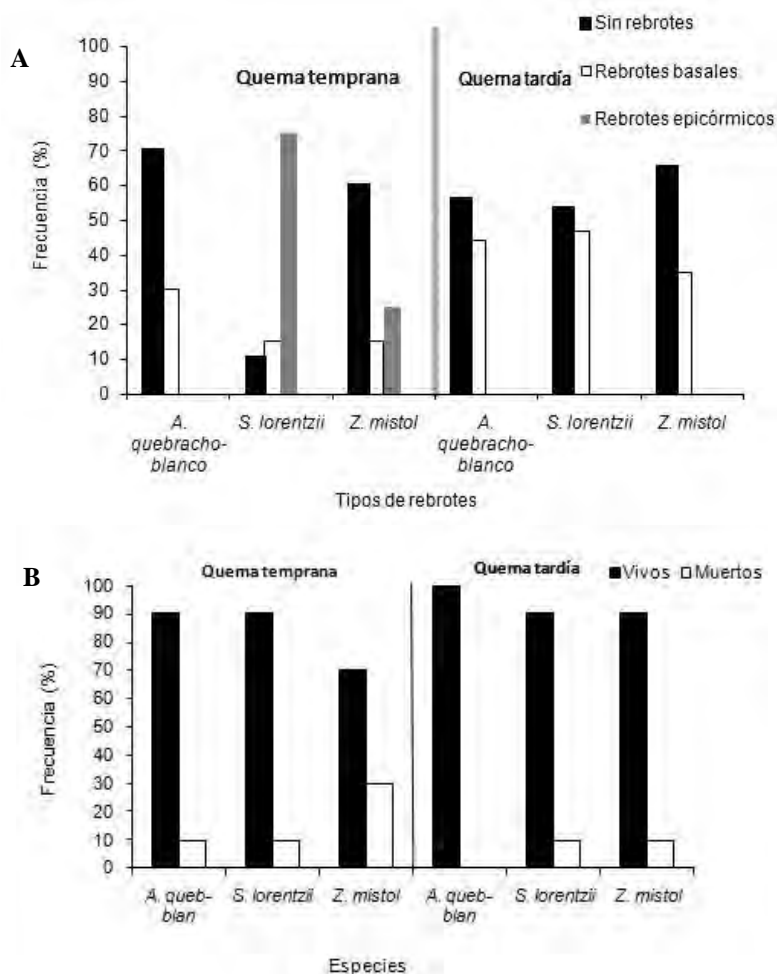 A
Frecuencia (%)
100
90
80
70
60
50
40
30
20
10
0
Quema temprana
Quema tardía
Sin rebrotes
Rebrotes basales
Rebrotes epicórmicos
A. quebracho-blanco
S. lorentzii
Z. mistol
A. quebracho-blanco
S. lorentzii
Z. mistol
Tipos de rebrotes
B
Frecuencia (%)
100
90
80
70
60
50
40
30
20
10
0
Quema temprana
Quema tardía
Vivos
Muertos
A. queb-blan
S. lorentzii
Z. mistol
A. queb-blan
S. lorentzii
Z. mistol
Especies